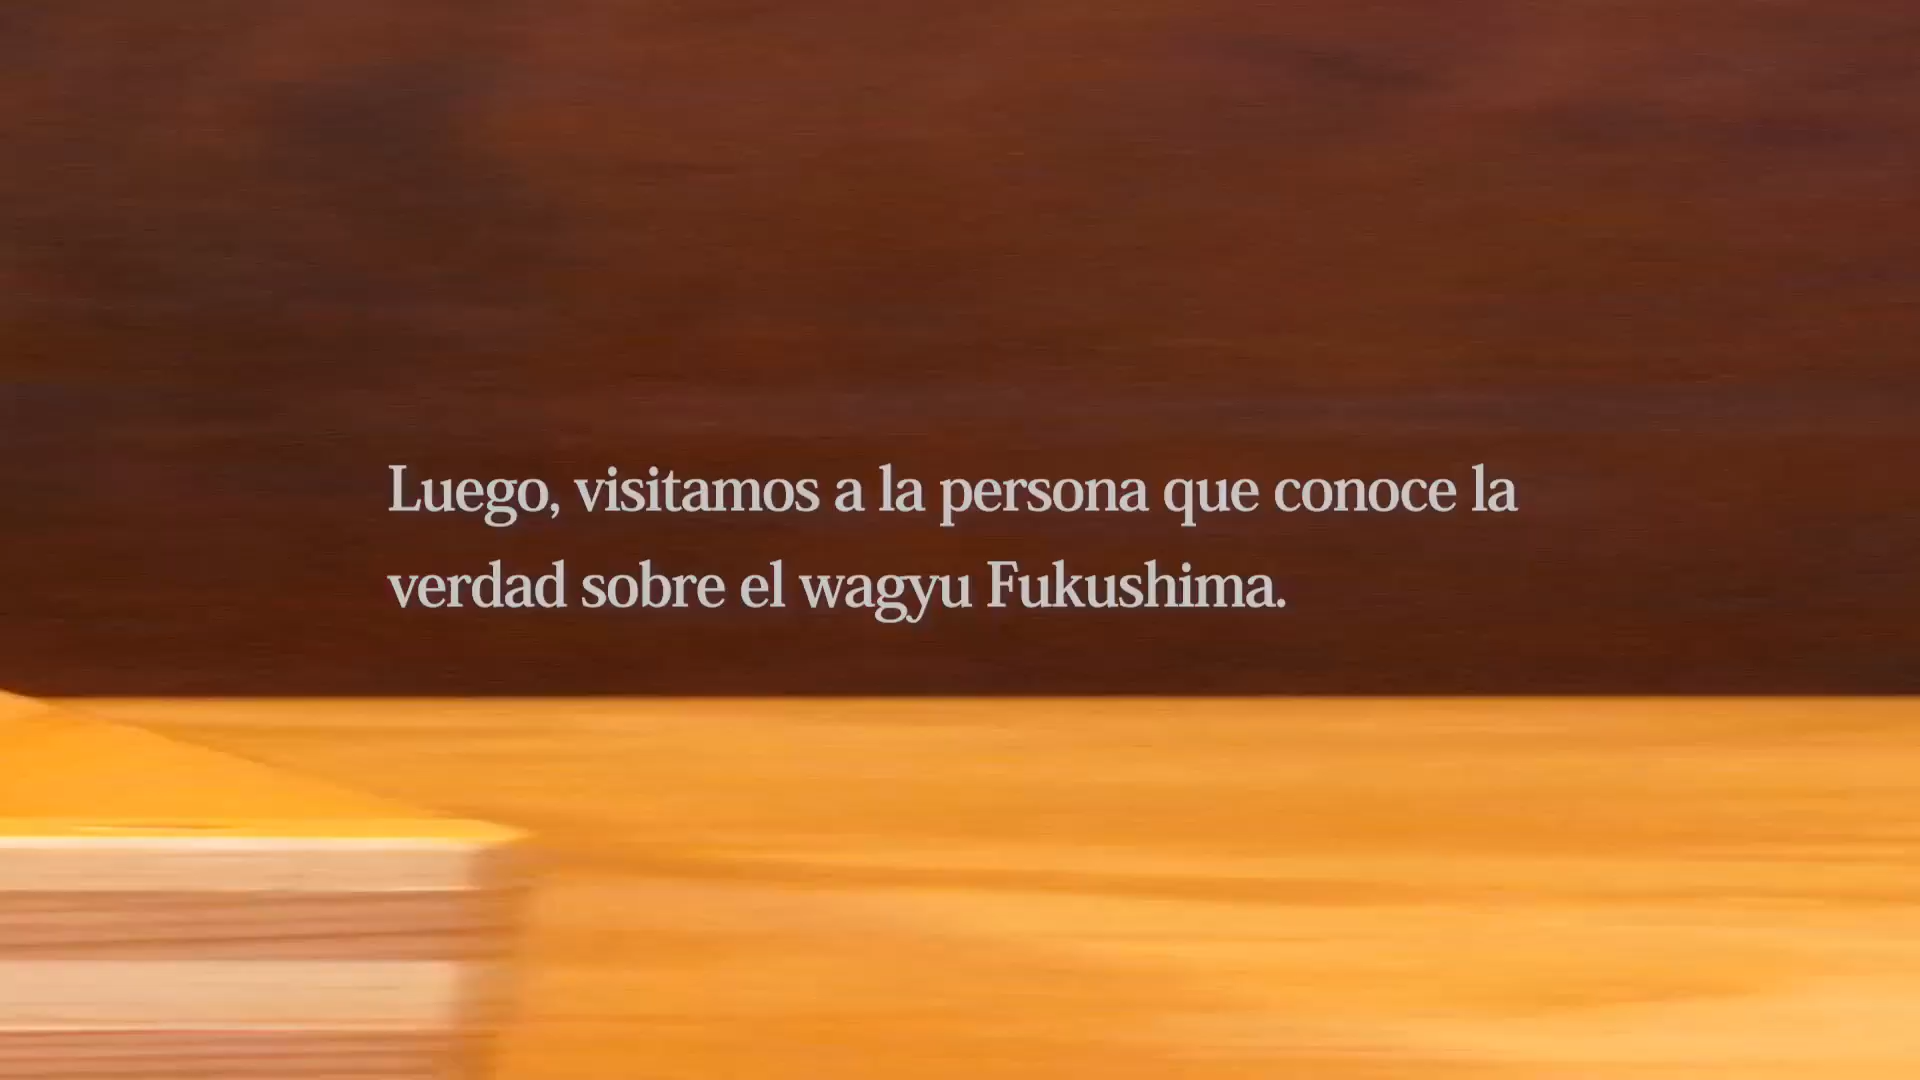 Luego, visitamos a la persona que conoce la
verdad sobre el wagyu Fukushima.